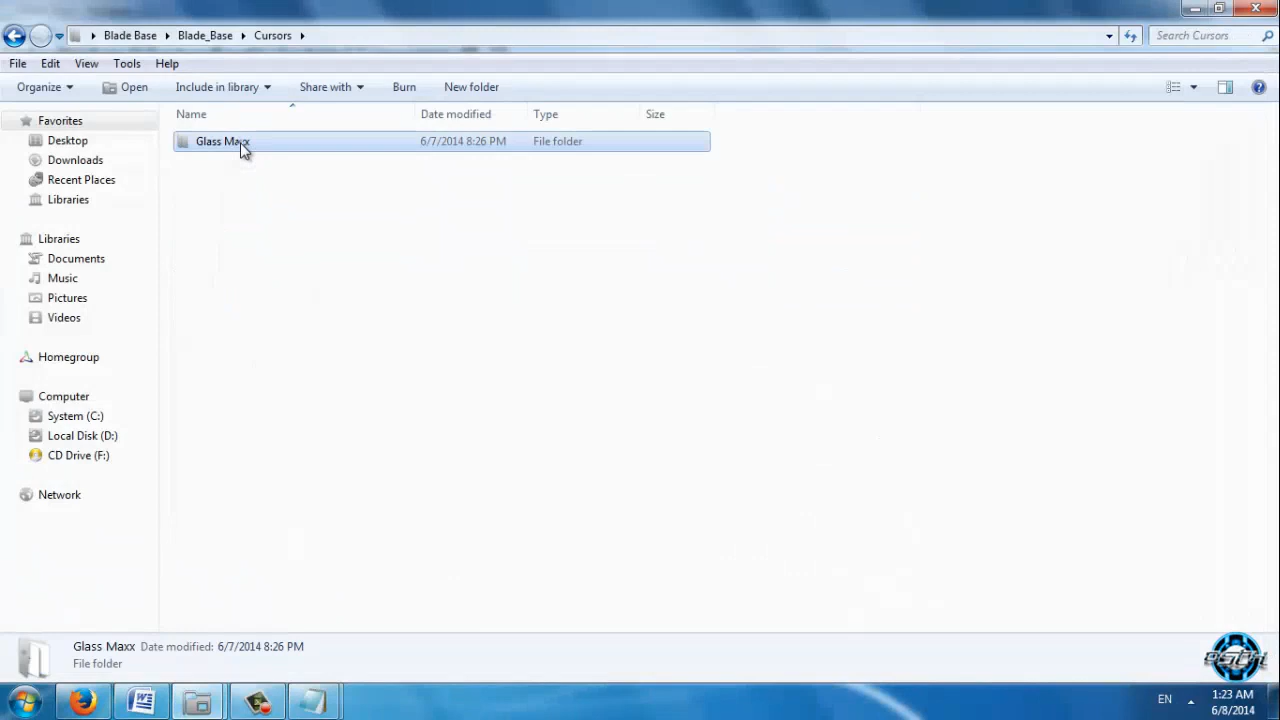 Blade Base Blade_Base Cursors Search Cursors
File Edit View Tools Help
Organize Open Include in library Share with Burn New folder
Name Date modified Type Size
Glass Maxx 6/7/2014 8:26 PM File folder
Favorites
Desktop
Downloads
Recent Places
Libraries
Libraries
Documents
Music
Pictures
Videos
Homegroup
Computer
System (C:)
Local Disk (D:)
CD Drive (F:)
Network
Glass Maxx Date modified: 6/7/2014 8:26 PM
File folder
EN 1:23 AM
6/8/2014